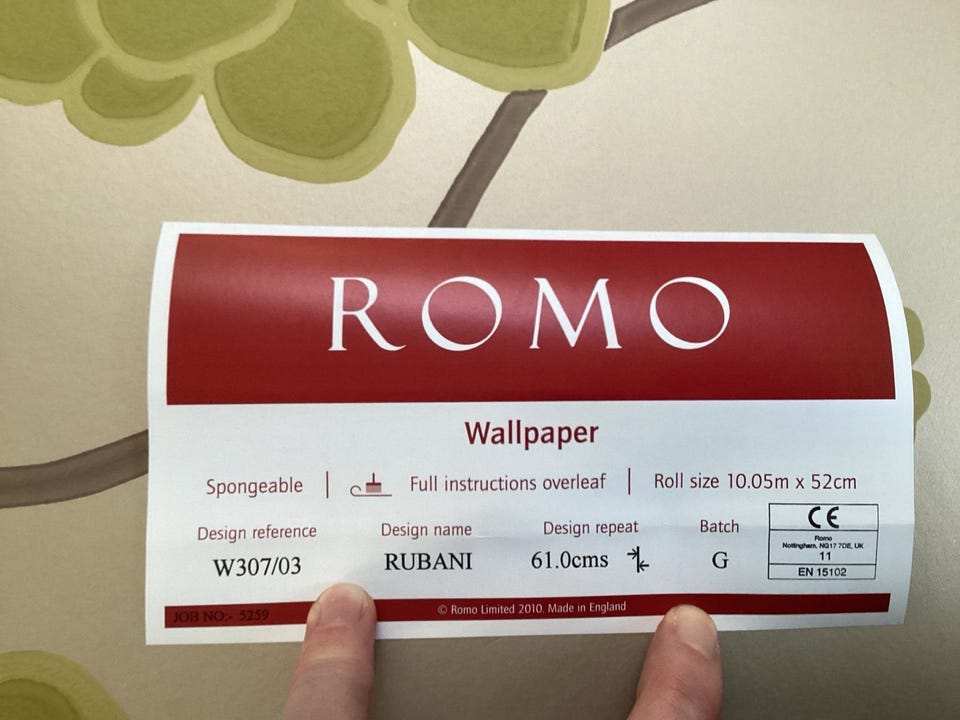 ROMO
Wallpaper
Spongeable | Full instructions overleaf | Roll size 10.05m x 52cm
Design reference Design name Design repeat Batch
W307/03 RUBANI 61.0cms G
CE
Romo
Nottingham, NG17 7DE, UK
11
EN 15102
JOB NO:- 5259
© Romo Limited 2010. Made in England